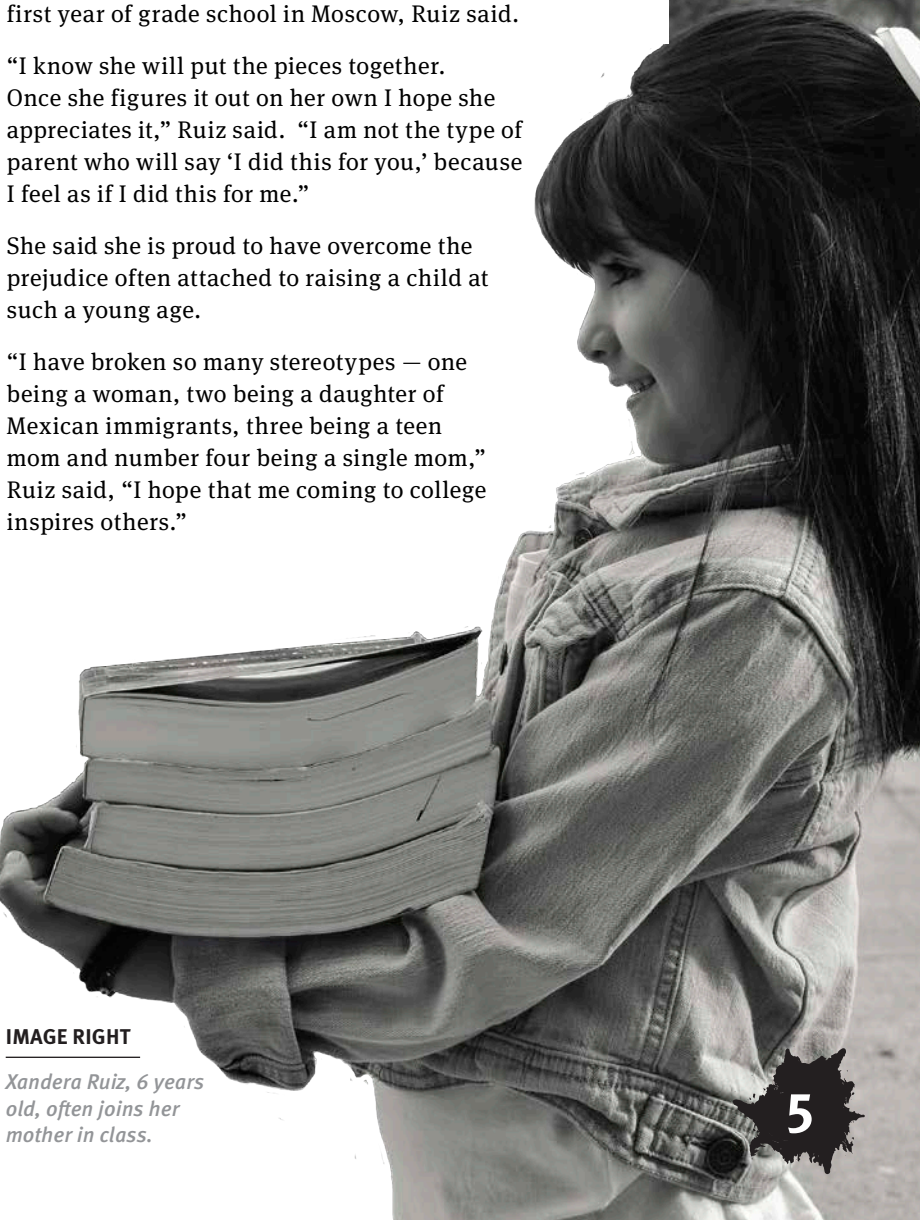 first year of grade school in Moscow, Ruiz said.
“I know she will put the pieces together.
Once she figures it out on her own I hope she
appreciates it,” Ruiz said.  “I am not the type of
parent who will say ‘I did this for you,’ because
I feel as if I did this for me.”
She said she is proud to have overcome the
prejudice often attached to raising a child at
such a young age.
“I have broken so many stereotypes — one
being a woman, two being a daughter of
Mexican immigrants, three being a teen
mom and number four being a single mom,”
Ruiz said, “I hope that me coming to college
inspires others.”
IMAGE RIGHT
Xandera Ruiz, 6 years
old, often joins her
mother in class.
5